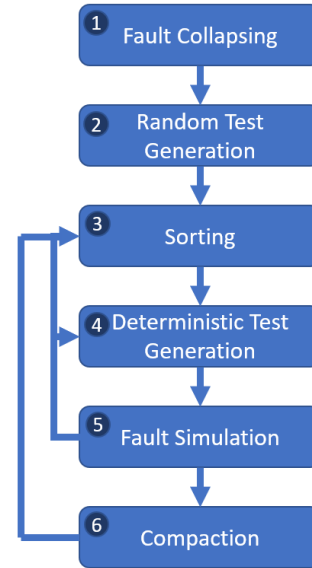 1 Fault Collapsing
2 Random Test
Generation
3 Sorting
4 Deterministic Test
Generation
5 Fault Simulation
6 Compaction